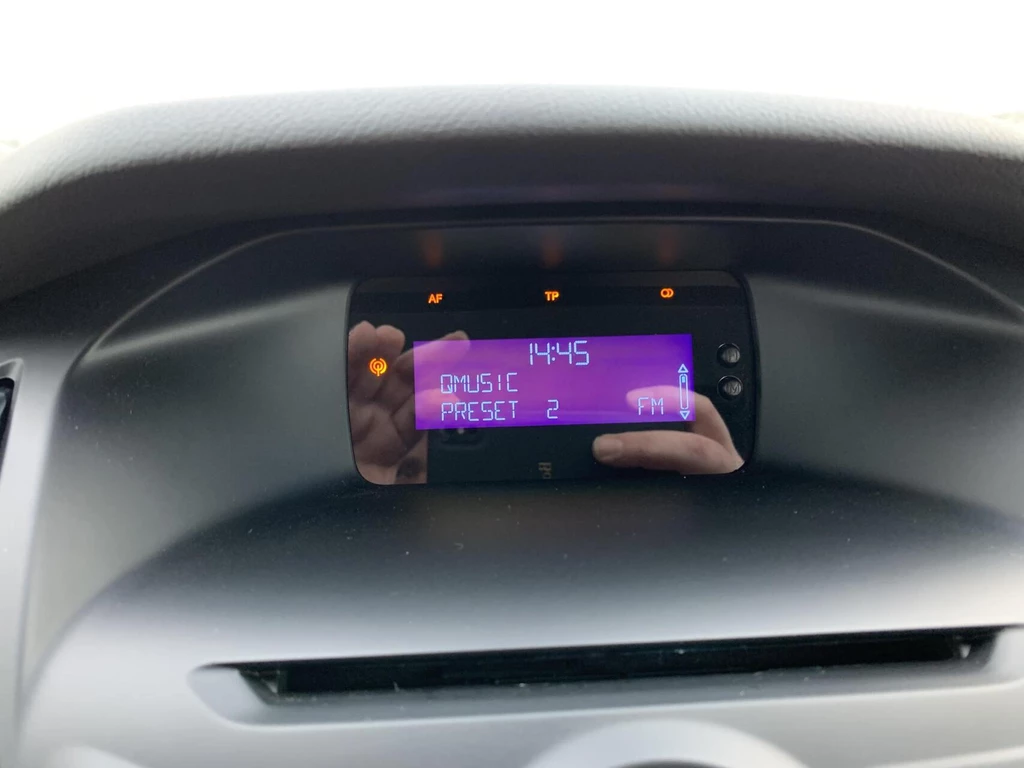 AF TP
14:45
QMUSIC
PRESET 2 FM